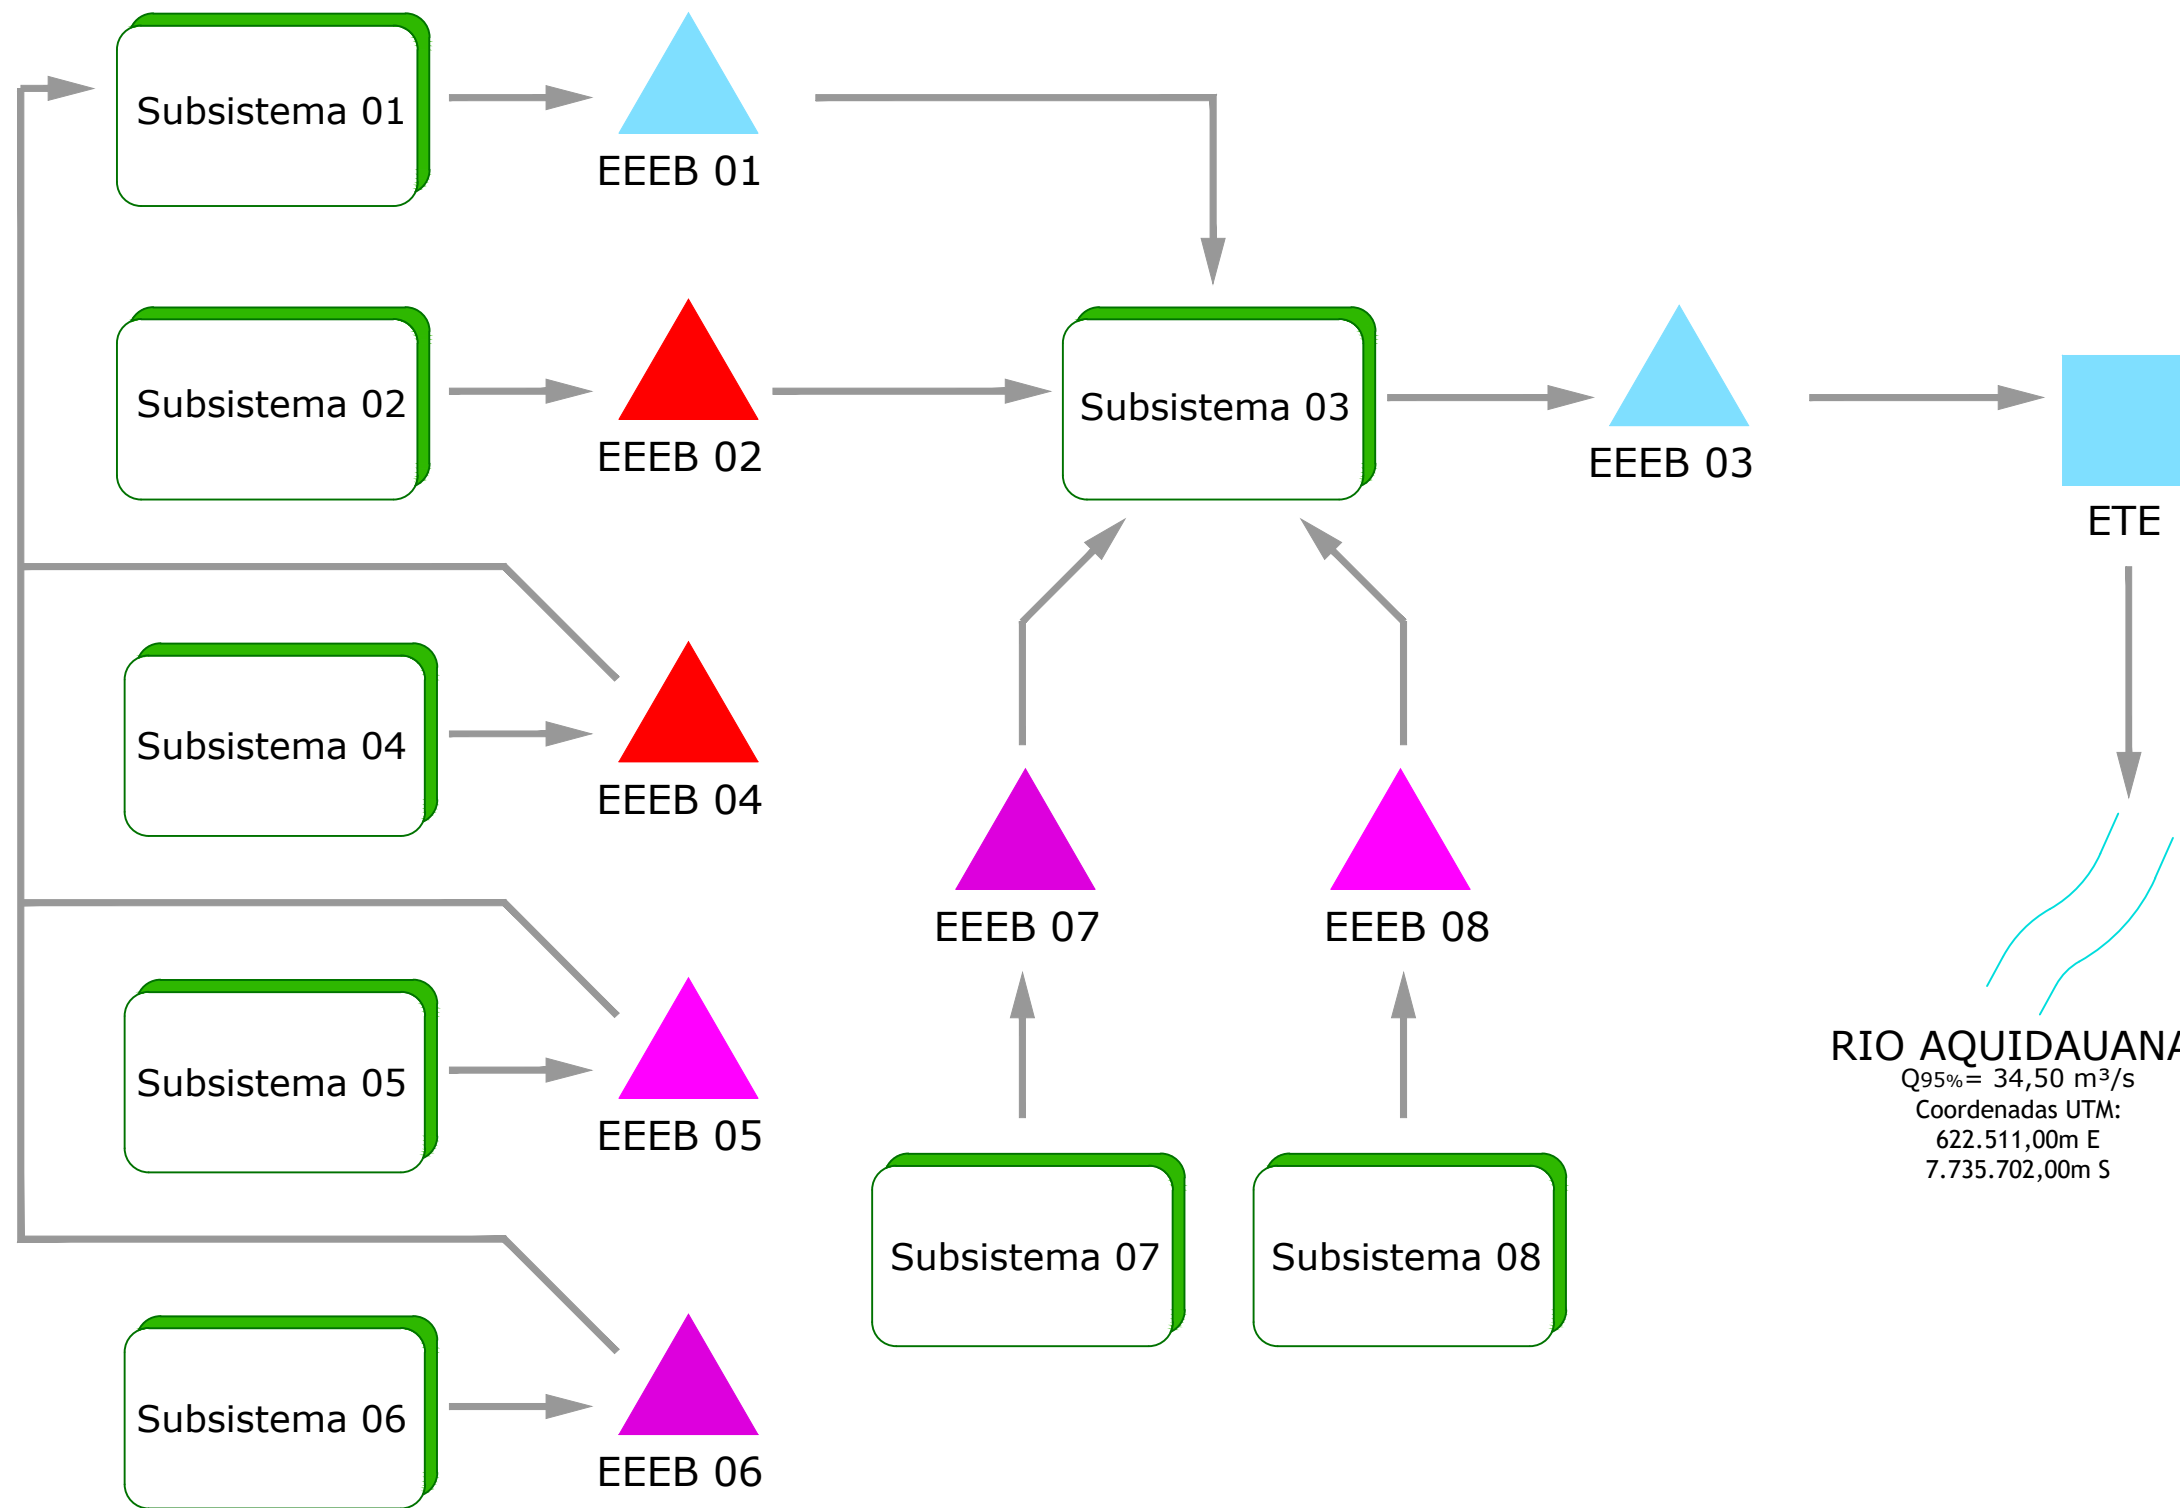 Subsistema 01
EEEB 01
Subsistema 02
EEEB 02
Subsistema 03
EEEB 03
ETE
Subsistema 04
EEEB 04
EEEB 07
EEEB 08
Subsistema 05
EEEB 05
RIO AQUIDAUANA
Q95%= 34,50 m³/s
Coordenadas UTM:
622.511,00m E
7.735.702,00m S
Subsistema 07
Subsistema 08
Subsistema 06
EEEB 06